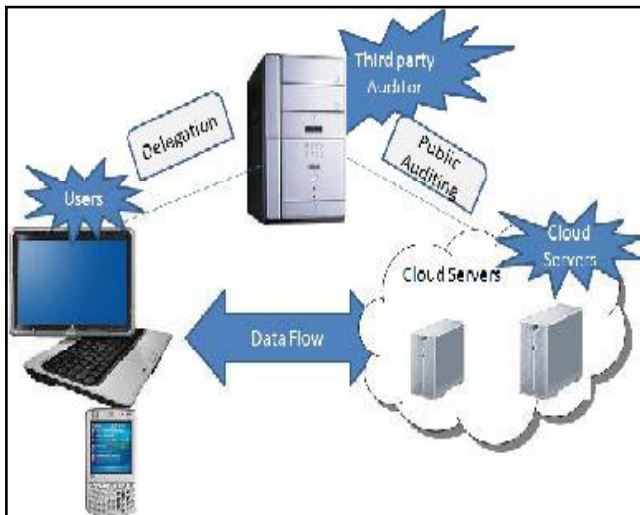 Third party
Auditor
Delegation
Public
Auditing
Users
Cloud
Servers
Cloud Servers
Data Flow